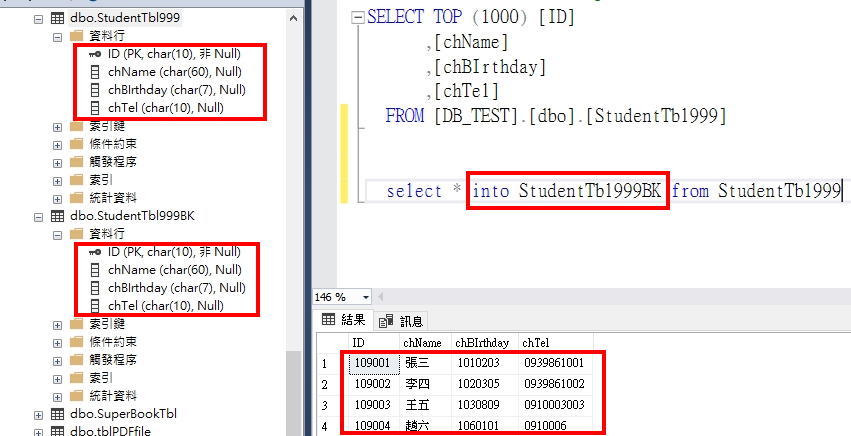 dbo.StudentTbl999
資料行
ID (PK, char(10), 非 Null)
chName (char(60), Null)
chBIrthday (char(7), Null)
chTel (char(10), Null)
索引鍵
條件約束
觸發程序
索引
統計資料
dbo.StudentTbl999BK
資料行
ID (PK, char(10), 非 Null)
chName (char(60), Null)
chBIrthday (char(7), Null)
chTel (char(10), Null)
索引鍵
條件約束
觸發程序
索引
統計資料
dbo.SuperBookTbl
dbo.tblPDFfile
SELECT TOP (1000) [ID]
,[chName]
,[chBIrthday]
,[chTel]
FROM [DB_TEST].[dbo].[StudentTbl999]
select * into StudentTbl999BK from StudentTbl999
146 %
結果 訊息
ID chName chBIrthday chTel
1 109001 張三 1010203 0939861001
2 109002 李四 1020305 0939861002
3 109003 王五 1030809 0910003003
4 109004 趙六 1060101 0910006